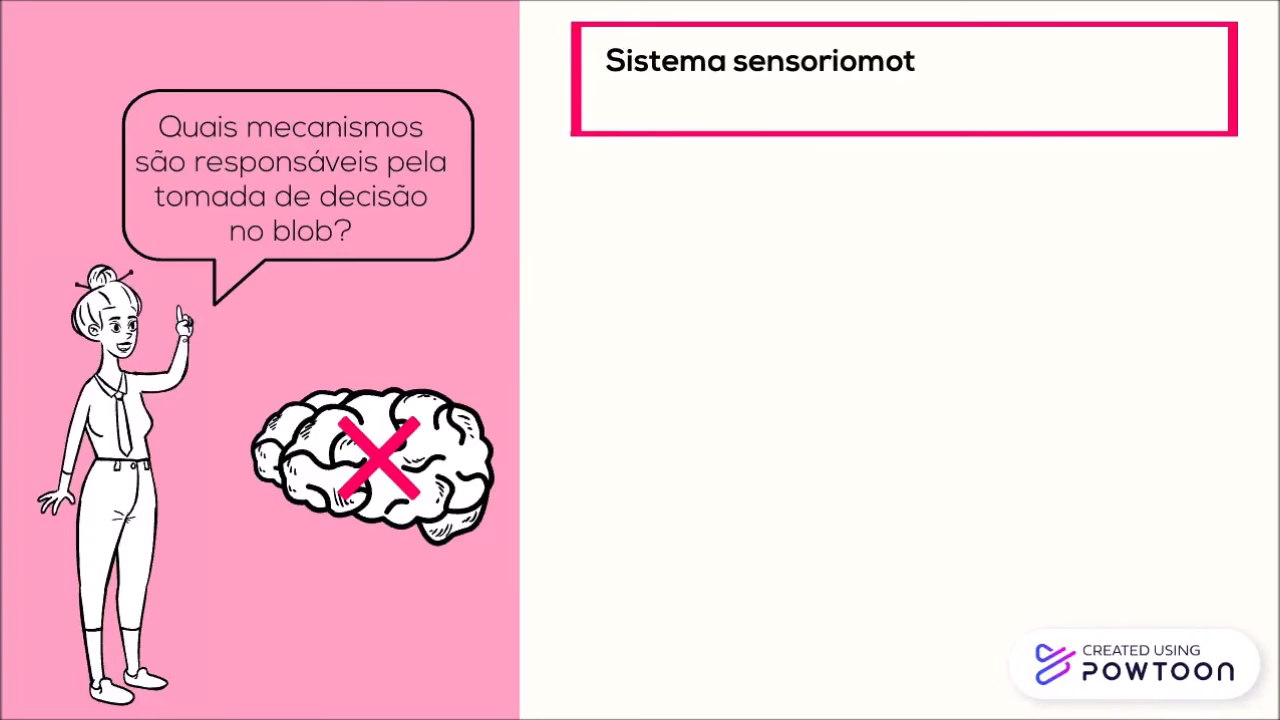 Quais mecanismos
são responsáveis pela
tomada de decisão
no blob?
Sistema sensoriomot
CREATED USING
POWTOON